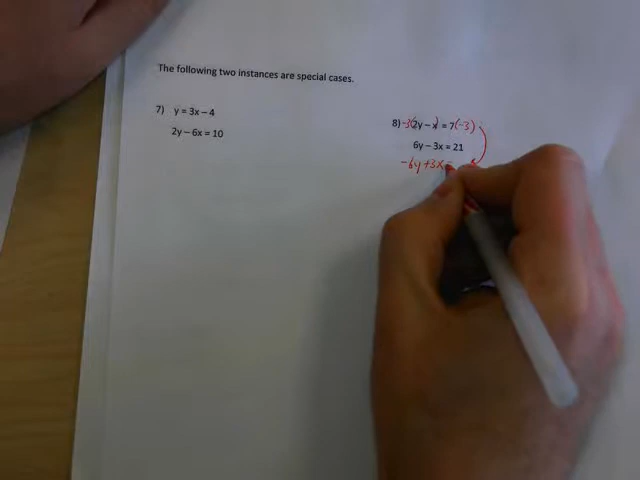 The following two instances are special cases.
7) y = 3x – 4
2y – 6x = 10
8) -3(2y – x) = 7(-3)
6y – 3x = 21
-6y + 3x =